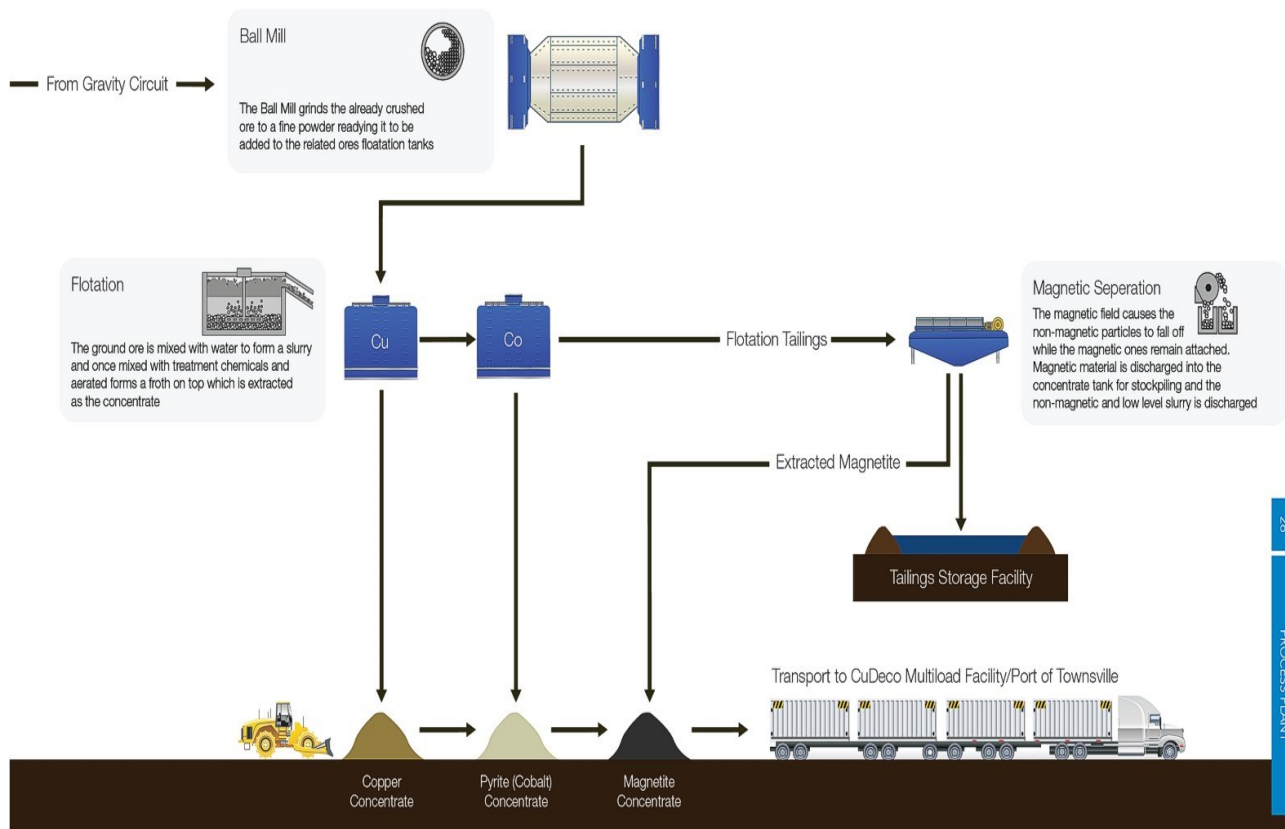 Ball Mill
From Gravity Circuit
The Ball Mill grinds the already crushed
ore to a fine powder readying it to be
added to the related ores floatation tanks
Flotation
The ground ore is mixed with water to form a slurry
and once mixed with treatment chemicals and
aerated forms a froth on top which is extracted
as the concentrate
Cu
Co
Flotation Tailings
Magnetic Seperation
The magnetic field causes the
non-magnetic particles to fall off
while the magnetic ones remain attached.
Magnetic material is discharged into the
concentrate tank for stockpiling and the
non-magnetic and low level slurry is discharged
Extracted Magnetite
Tailings Storage Facility
Transport to CuDeco Multiload Facility/Port of Townsville
Copper
Concentrate
Pyrite (Cobalt)
Concentrate
Magnetite
Concentrate
PROCESS PLANT